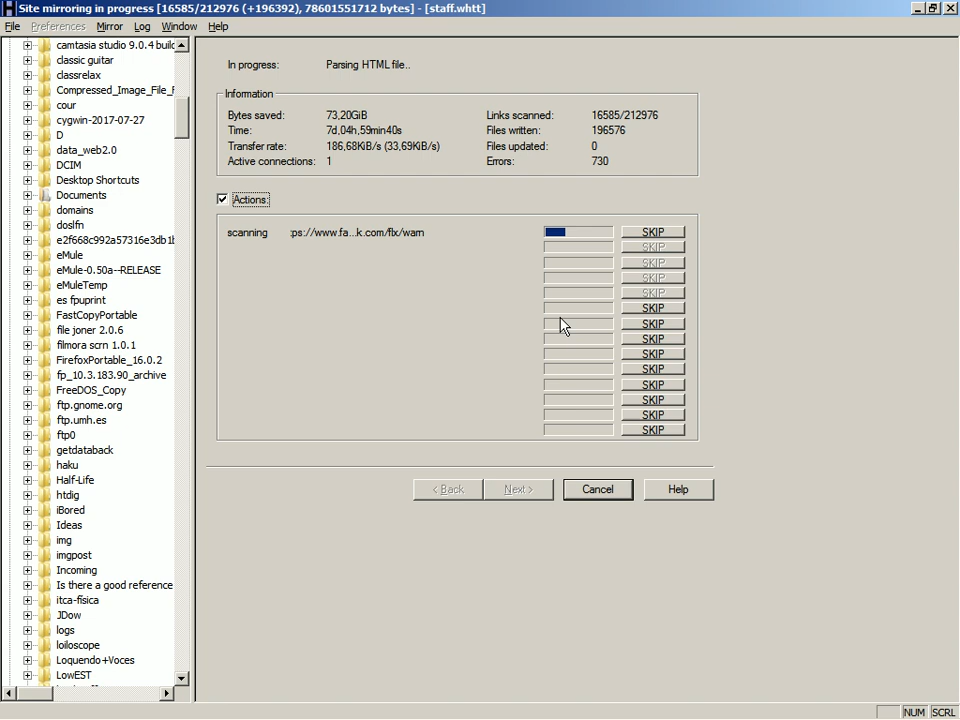 Site mirroring in progress [16585/212976 (+196392), 78601551712 bytes] - [staff.whtt]
File Preferences Mirror Log Window Help
camtasia studio 9.0.4 build
classic guitar
classrelax
Compressed_Image_File_F
cour
cygwin-2017-07-27
D
data_web2.0
DCIM
Desktop Shortcuts
Documents
domains
doslfn
e2f668c992a57316e3db1b
eMule
eMule-0.50a--RELEASE
eMuleTemp
es fpuprint
FastCopyPortable
file joner 2.0.6
filmora scrn 1.0.1
FirefoxPortable_16.0.2
fp_10.3.183.90_archive
FreeDOS_Copy
ftp.gnome.org
ftp.umh.es
ftp0
getdataback
haku
Half-Life
htdig
iBored
Ideas
img
imgpost
Incoming
Is there a good reference
itca-fisica
JDow
logs
loiloscope
Loquendo+Voces
LowEST
In progress: Parsing HTML file..
Information
Bytes saved: 73,20GiB Links scanned: 16585/212976
Time: 7d,04h,59min40s Files written: 196576
Transfer rate: 186,68KiB/s (33,69KiB/s) Files updated: 0
Active connections: 1 Errors: 730
Actions:
scanning :ps://www.fa...k.com/flx/warn SKIP
SKIP
SKIP
SKIP
SKIP
SKIP
SKIP
SKIP
SKIP
SKIP
SKIP
SKIP
SKIP
SKIP
< Back Next > Cancel Help
NUM SCRL